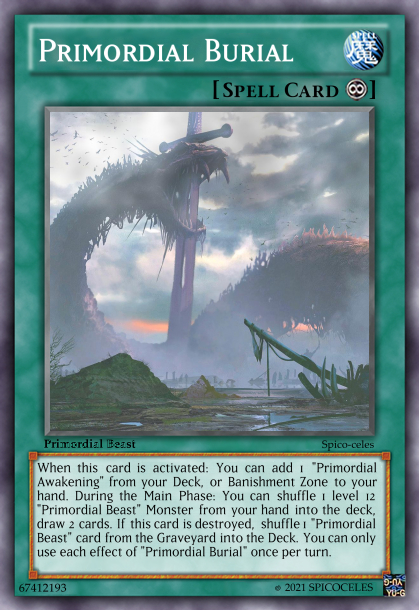 PRIMORDIAL BURIAL
魔
[SPELL CARD ]
Primordial Beast
Spico-celes
When this card is activated: You can add 1 "Primordial
Awakening" from your Deck, or Banishment Zone to your
hand. During the Main Phase: You can shuffle 1 level 12
"Primordial Beast" Monster from your hand into the deck,
draw 2 cards. If this card is destroyed, shuffle 1 "Primordial
Beast" card from the Graveyard into the Deck. You can only
use each effect of "Primordial Burial" once per turn.
67412193
© 2021 SPICOCELES
YU-G